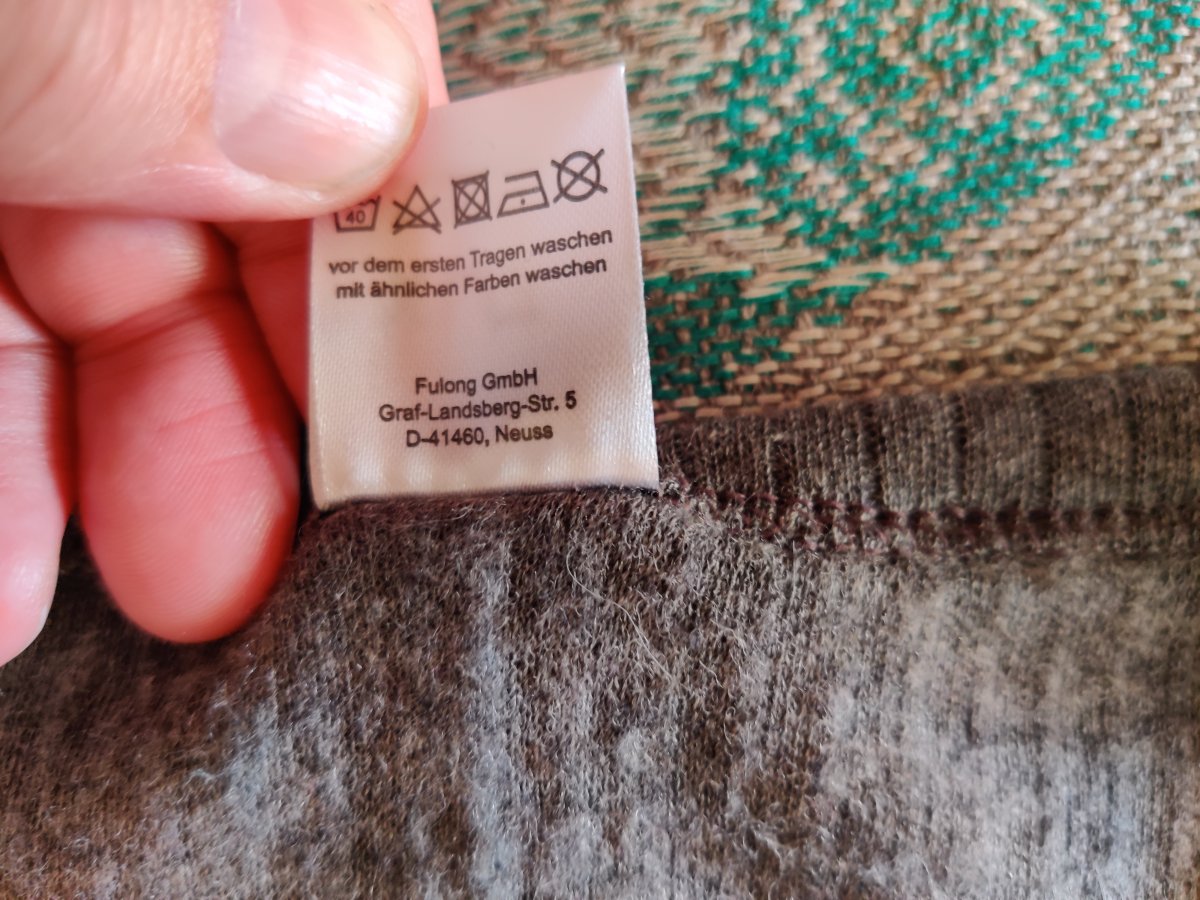 40
vor dem ersten Tragen waschen
mit ähnlichen Farben waschen
Fulong GmbH
Graf-Landsberg-Str. 5
D-41460, Neuss